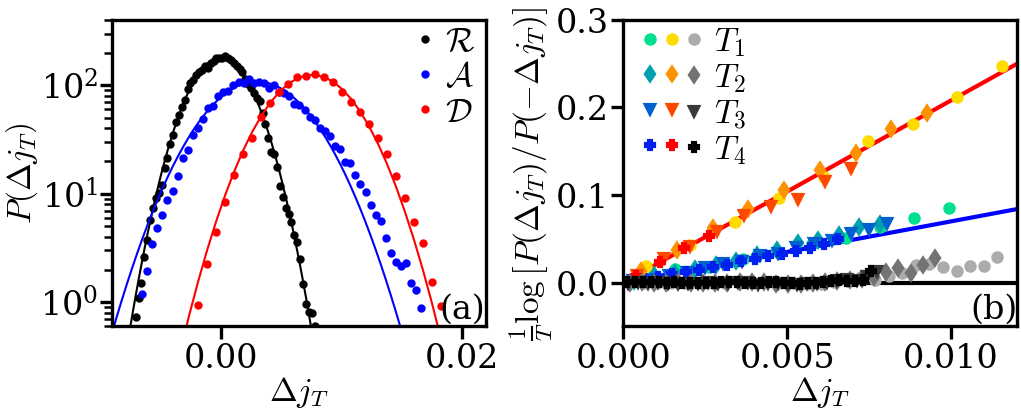 P(Δj_T)
10²
10¹
10⁰
ℛ
𝒜
𝒟
(a)
0.00
0.02
Δj_T
1/T log [P(Δj_T)/P(−Δj_T)]
0.3
0.2
0.1
0.0
T₁
T₂
T₃
T₄
(b)
0.000
0.005
0.010
Δj_T